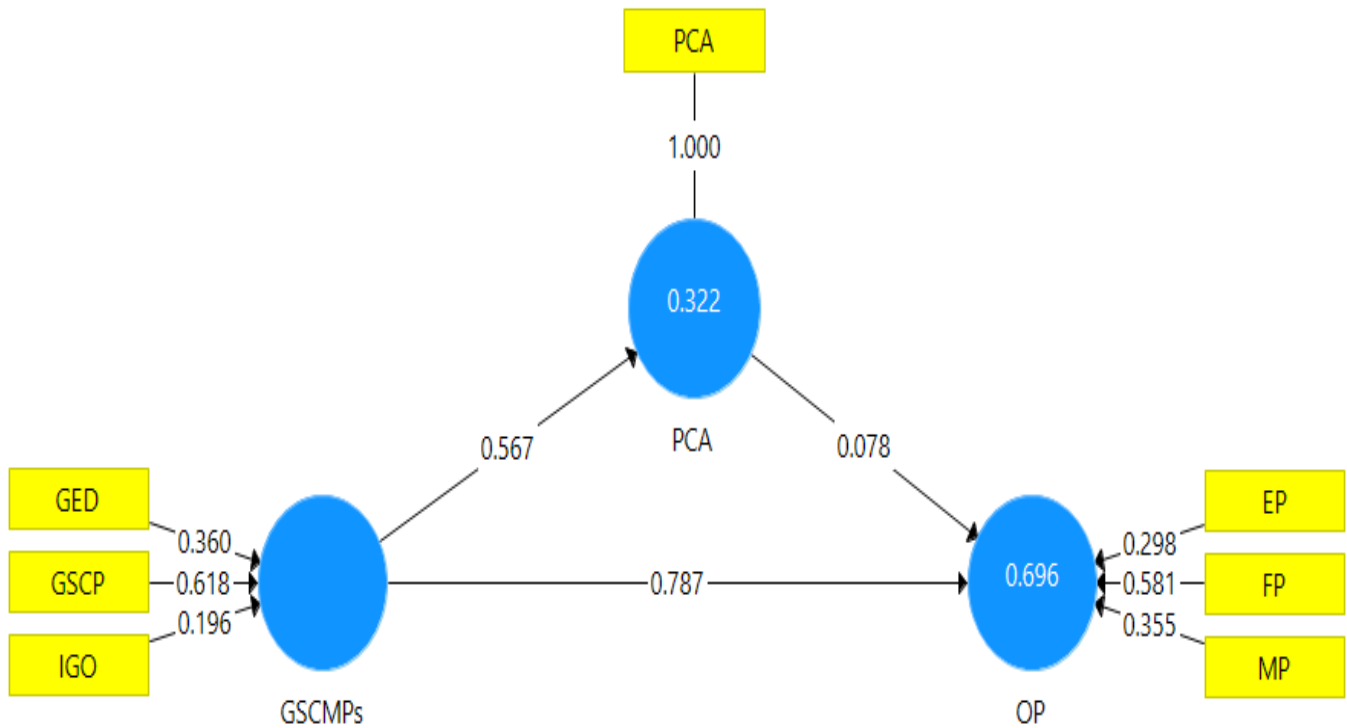 PCA
1.000
0.322
PCA
0.567
0.078
GED
0.360
GSCP
0.618
IGO
0.196
GSCMPs
0.787
0.696
OP
EP
0.298
FP
0.581
MP
0.355